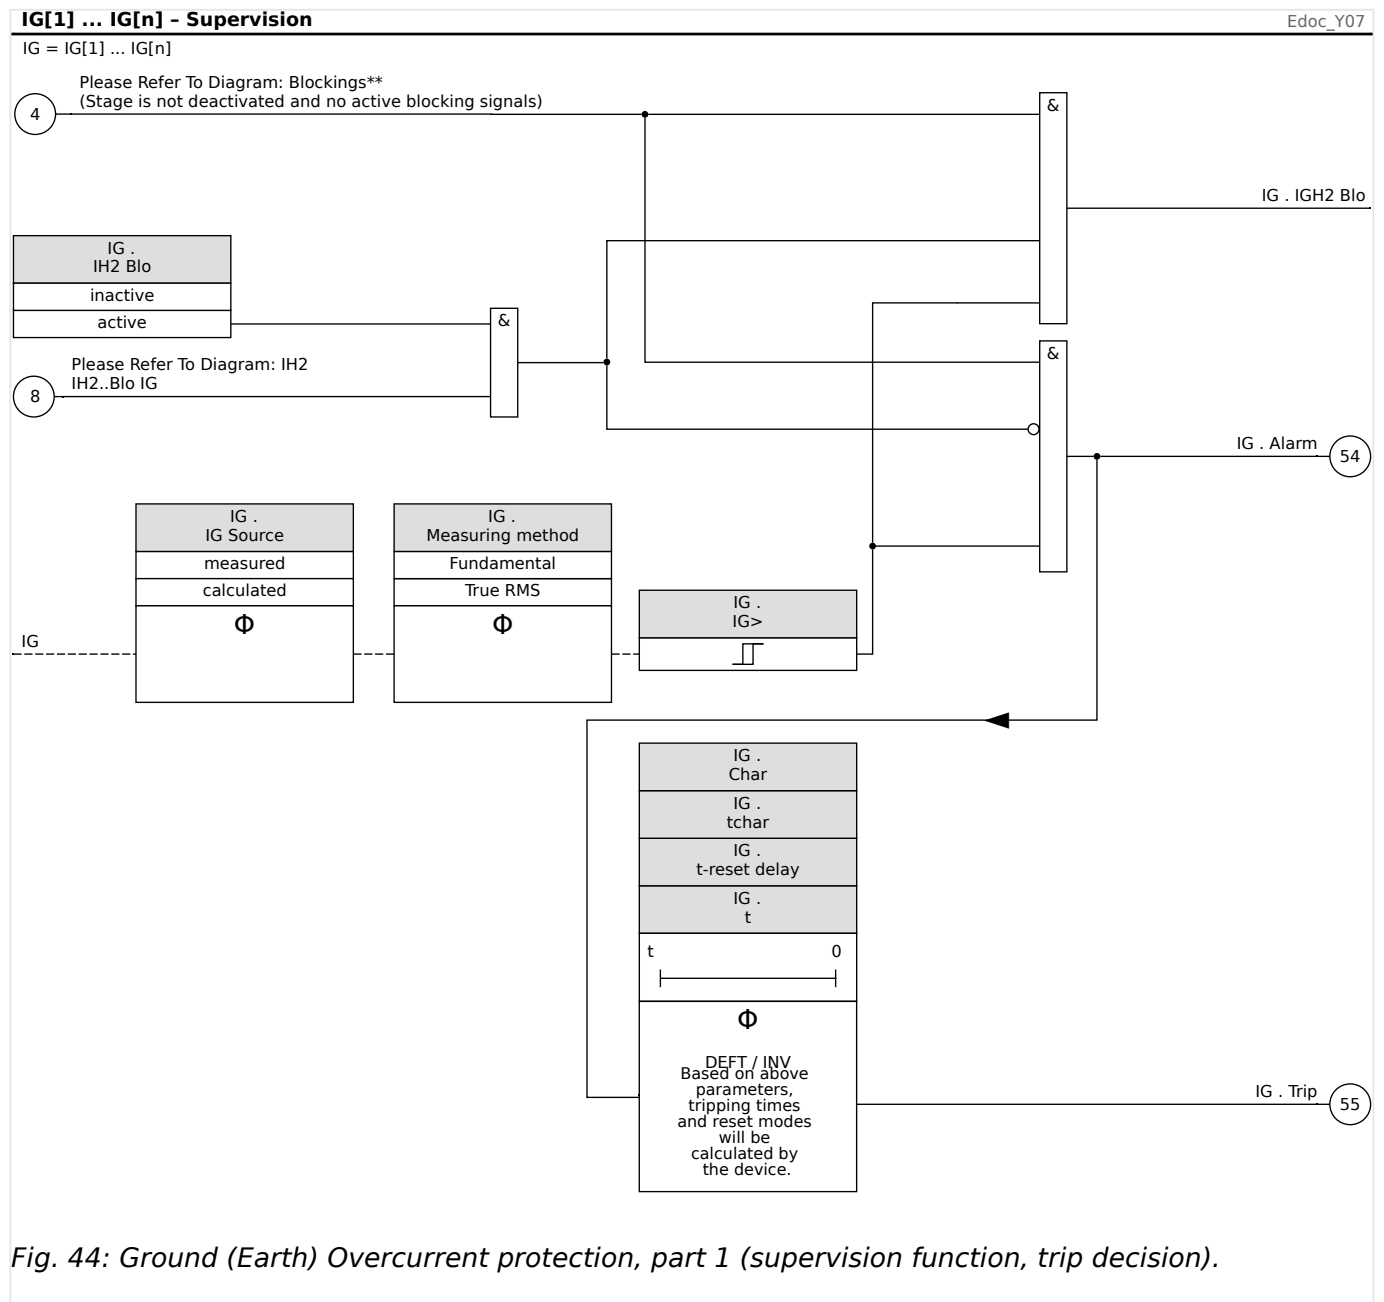 IG[1] ... IG[n] – Supervision
Edoc_Y07
IG = IG[1] ... IG[n]
Please Refer To Diagram: Blockings**
(Stage is not deactivated and no active blocking signals)
4
&
IG . IGH2 Blo
IG .
IH2 Blo
inactive
active
&
Please Refer To Diagram: IH2
IH2..Blo IG
8
&
IG . Alarm
54
IG .
IG Source
measured
calculated
Φ
IG .
Measuring method
Fundamental
True RMS
Φ
IG .
IG>
IG
IG .
Char
IG .
tchar
IG .
t-reset delay
IG .
t
t 0
Φ
DEFT / INV
Based on above
parameters,
tripping times
and reset modes
will be
calculated by
the device.
IG . Trip
55
Fig. 44: Ground (Earth) Overcurrent protection, part 1 (supervision function, trip decision).